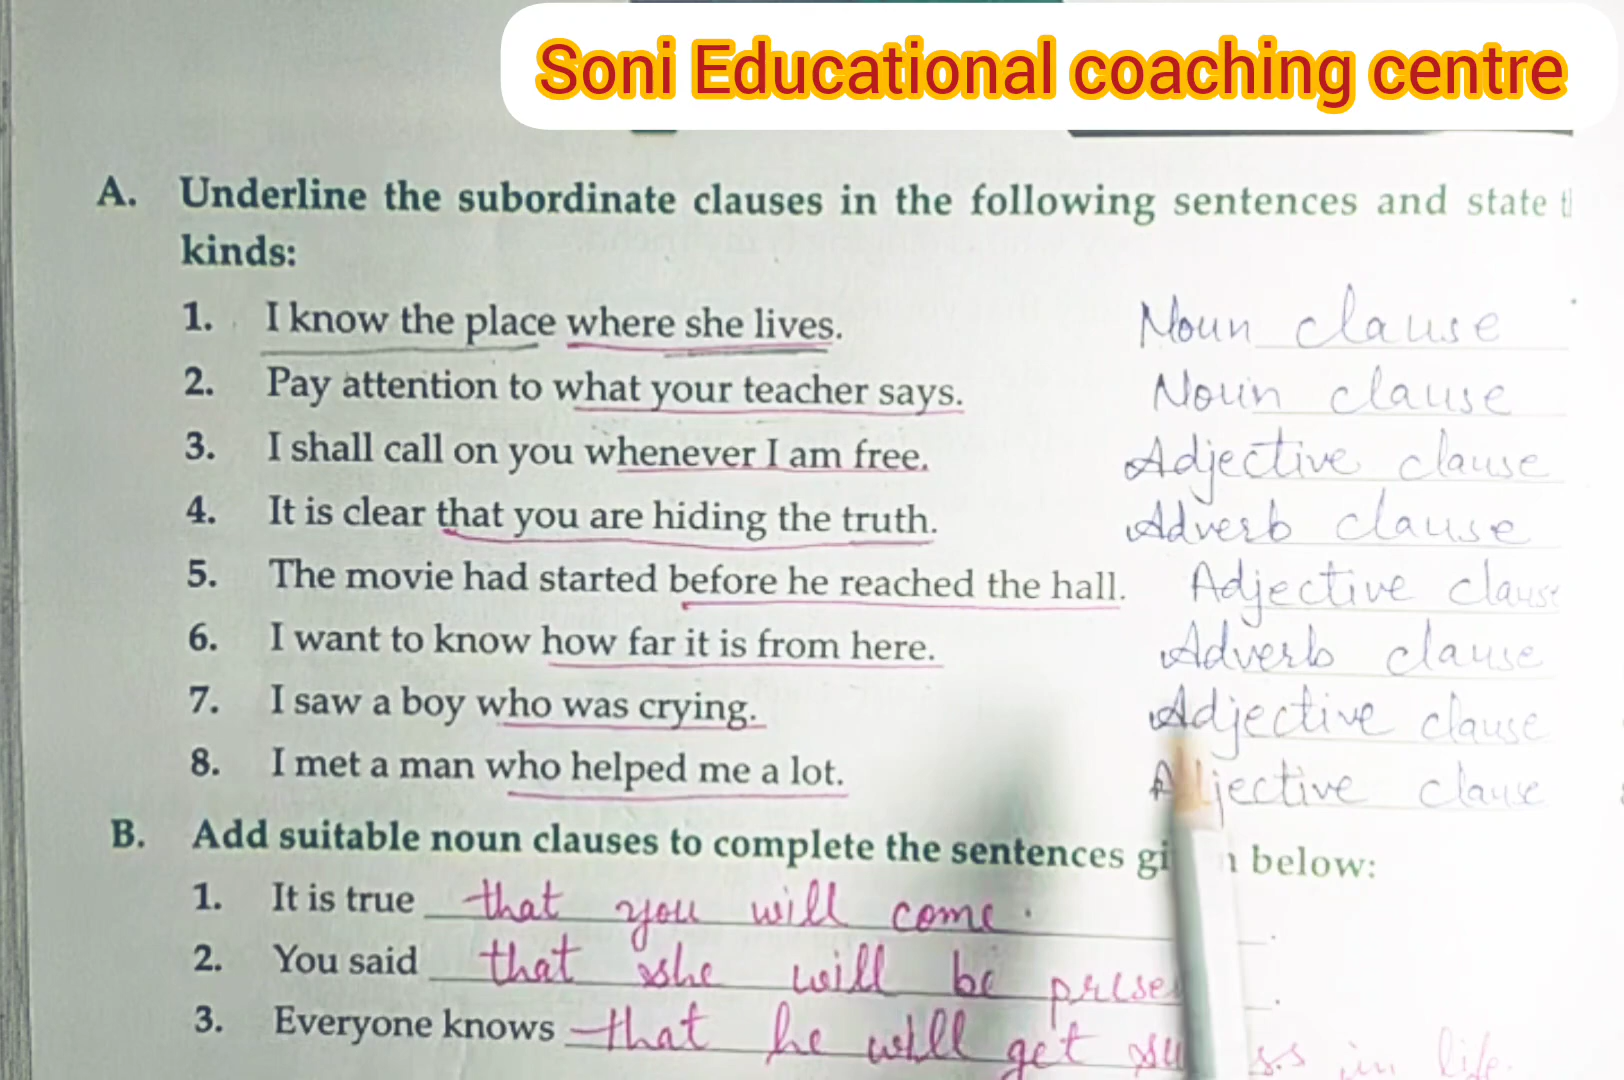 Soni Educational coaching centre
A. Underline the subordinate clauses in the following sentences and state
kinds:
1. I know the place where she lives. Noun clause
2. Pay attention to what your teacher says. Noun clause
3. I shall call on you whenever I am free. Adjective clause
4. It is clear that you are hiding the truth. Adverb clause
5. The movie had started before he reached the hall. Adjective clause
6. I want to know how far it is from here. Adverb clause
7. I saw a boy who was crying. Adjective clause
8. I met a man who helped me a lot. Adjective clause
B. Add suitable noun clauses to complete the sentences below:
1. It is true that you will come.
2. You said that she will be
3. Everyone knows that he will get in life.